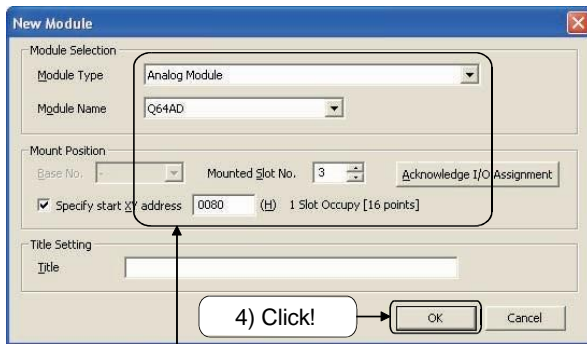 New Module
Module Selection
Module Type Analog Module
Module Name Q64AD
Mount Position
Base No. - Mounted Slot No. 3 Acknowledge I/O Assignment
Specify start XY address 0080 (H) 1 Slot Occupy [16 points]
Title Setting
Title
4) Click! OK Cancel